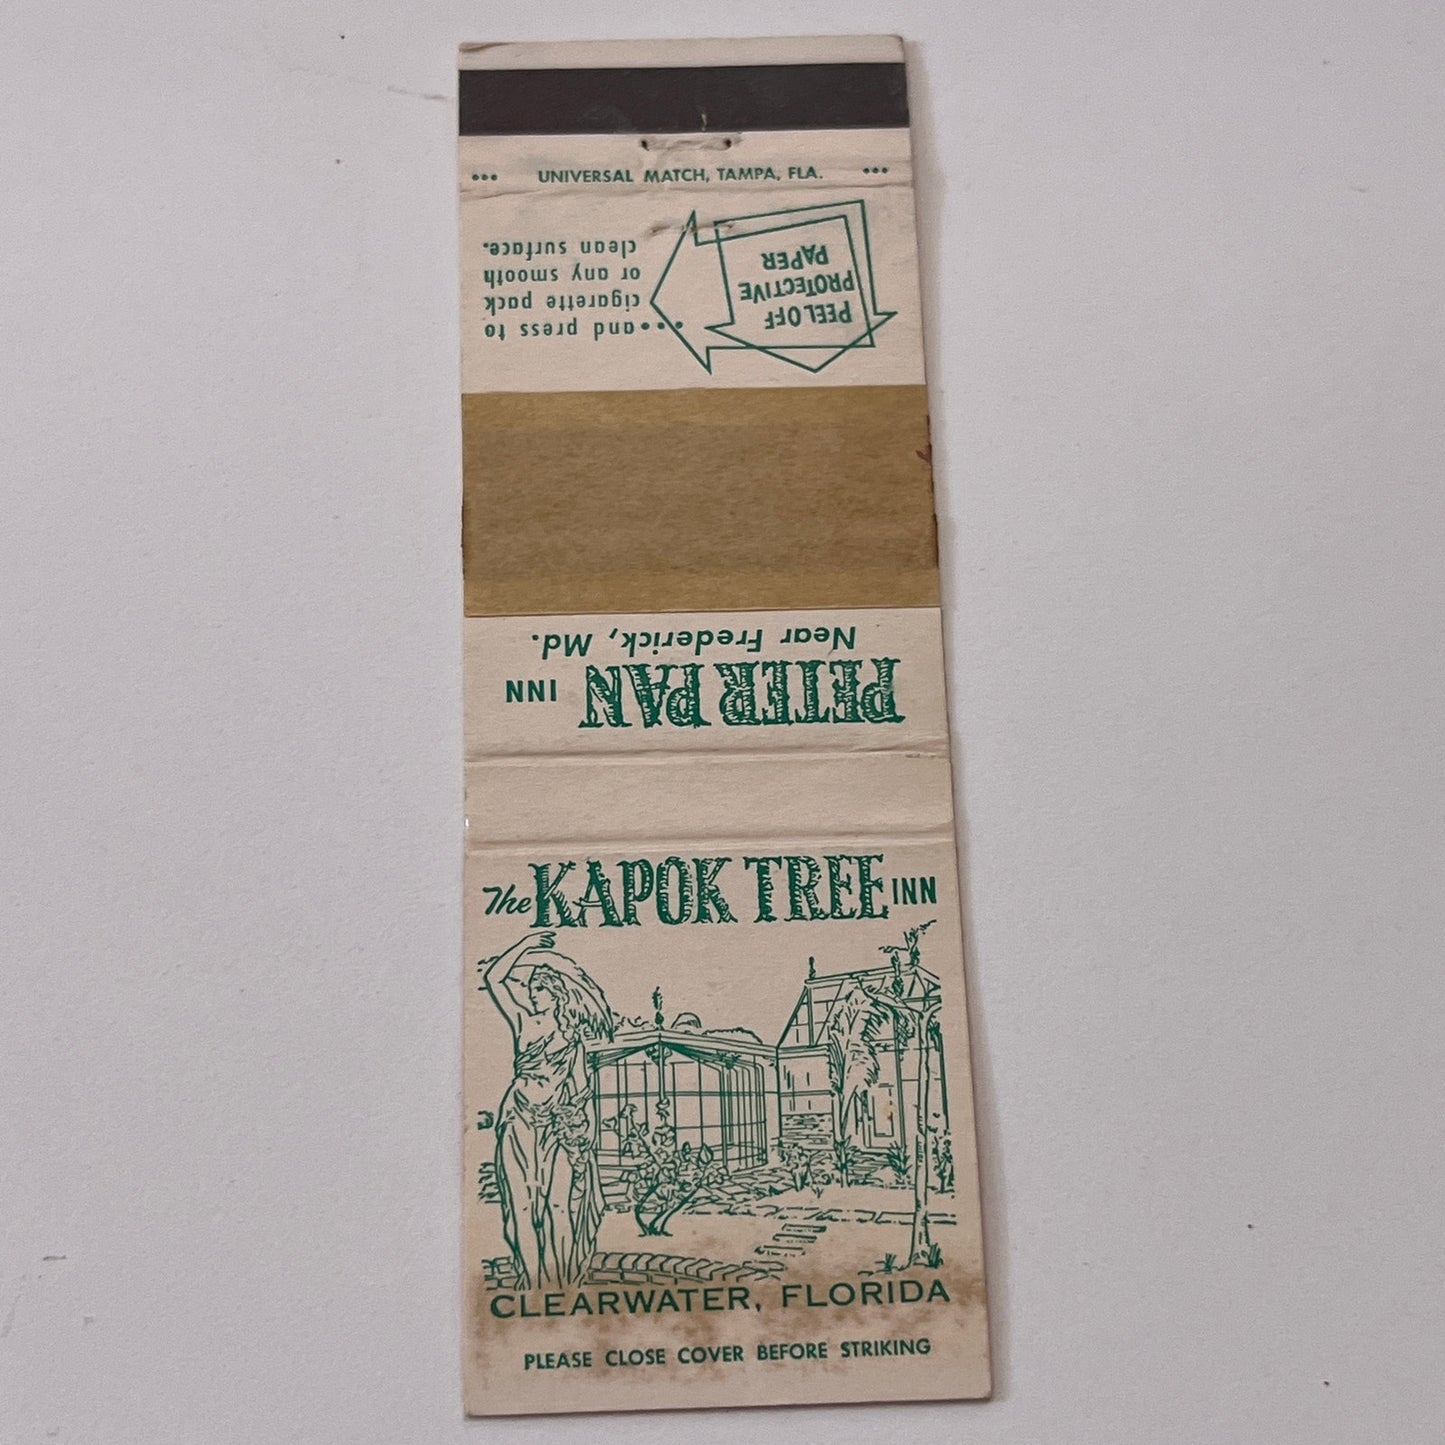 ••• UNIVERSAL MATCH, TAMPA, FLA. •••
PEEL OFF
PROTECTIVE
PAPER
•••and press to
cigarette pack
or any smooth
clean surface.
PETER PAN INN
Near Frederick, Md.
The KAPOK TREE INN
CLEARWATER, FLORIDA
PLEASE CLOSE COVER BEFORE STRIKING